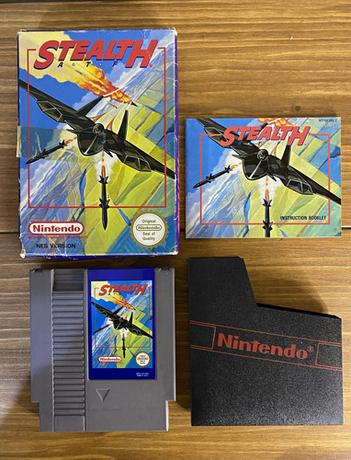 STEALTH
A T F
Nintendo
NES VERSION
Original
Nintendo
Seal of
Quality
STEALTH
INSTRUCTION BOOKLET
STEALTH
Nintendo
Nintendo®